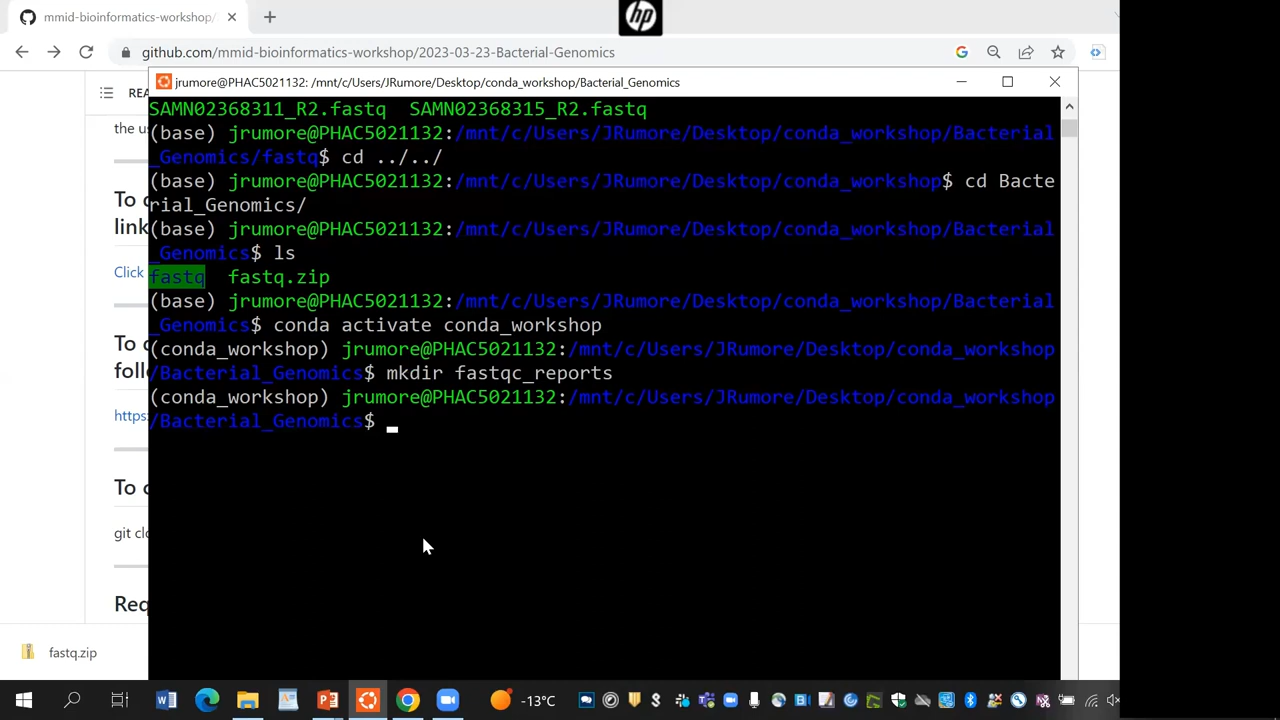 mmid-bioinformatics-workshop/
github.com/mmid-bioinformatics-workshop/2023-03-23-Bacterial-Genomics
hp
jrumore@PHAC5021132: /mnt/c/Users/JRumore/Desktop/conda_workshop/Bacterial_Genomics
REA
the us
To c
link
Click
To c
foll
https:
To c
git clo
Req
SAMN02368311_R2.fastq SAMN02368315_R2.fastq
(base) jrumore@PHAC5021132:/mnt/c/Users/JRumore/Desktop/conda_workshop/Bacterial
_Genomics/fastq$ cd ../../
(base) jrumore@PHAC5021132:/mnt/c/Users/JRumore/Desktop/conda_workshop$ cd Bacte
rial_Genomics/
(base) jrumore@PHAC5021132:/mnt/c/Users/JRumore/Desktop/conda_workshop/Bacterial
_Genomics$ ls
fastq fastq.zip
(base) jrumore@PHAC5021132:/mnt/c/Users/JRumore/Desktop/conda_workshop/Bacterial
_Genomics$ conda activate conda_workshop
(conda_workshop) jrumore@PHAC5021132:/mnt/c/Users/JRumore/Desktop/conda_workshop
/Bacterial_Genomics$ mkdir fastqc_reports
(conda_workshop) jrumore@PHAC5021132:/mnt/c/Users/JRumore/Desktop/conda_workshop
/Bacterial_Genomics$
fastq.zip
-13°C